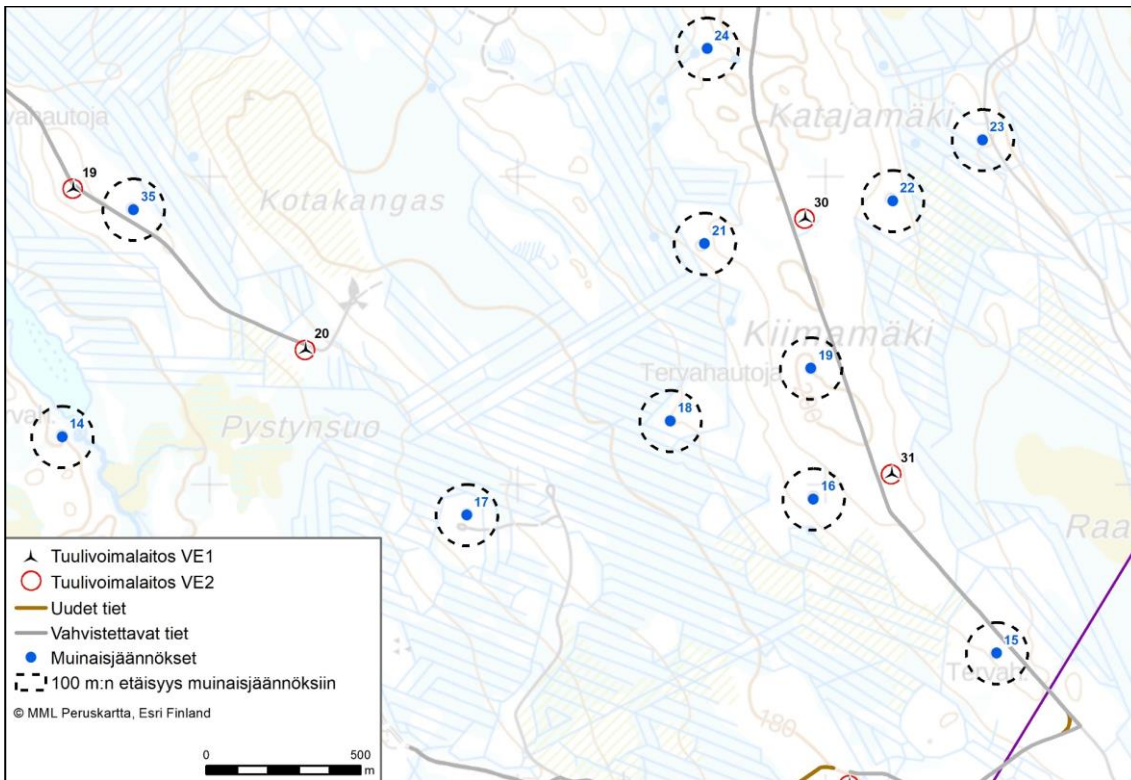 24
Katajamäki
23
19
35
22
Kotakangas
30
21
20
Kiimamäki
19
Tervahautoja
18
14
Pystynsuo
31
17
16
15
Tervah.
180
Tuulivoimalaitos VE1
Tuulivoimalaitos VE2
Uudet tiet
Vahvistettavat tiet
Muinaisjäännökset
100 m:n etäisyys muinaisjäännöksiin
© MML Peruskartta, Esri Finland
0 500
m